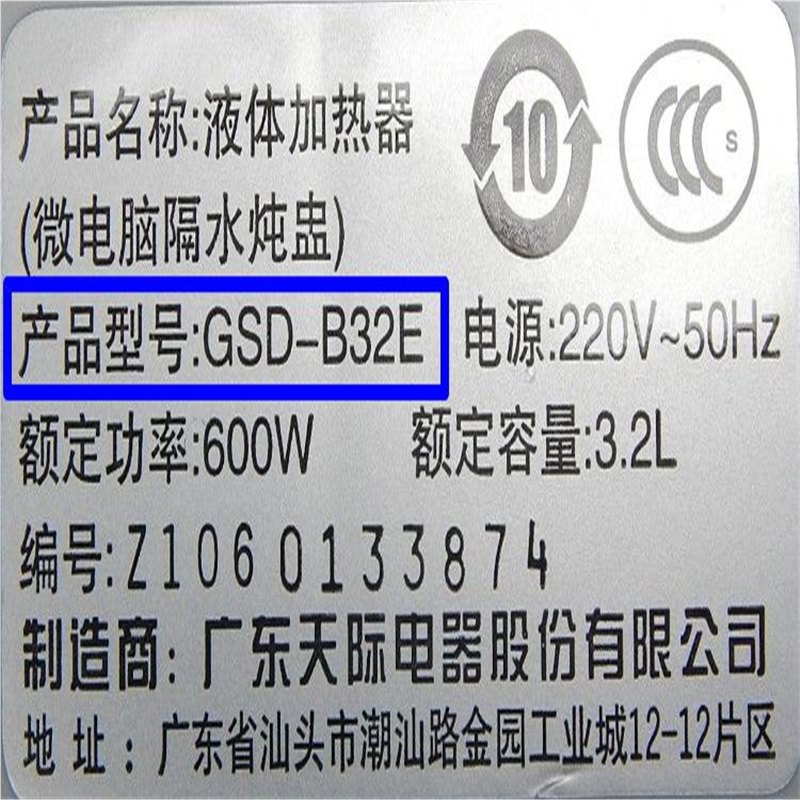 产品名称:液体加热器
10
CCC S
(微电脑隔水炖盅)
产品型号:GSD-B32E 电源:220V~50Hz
额定功率:600W 额定容量:3.2L
编号:Z1060133874
制造商:广东天际电器股份有限公司
地址:广东省汕头市潮汕路金园工业城12-12片区